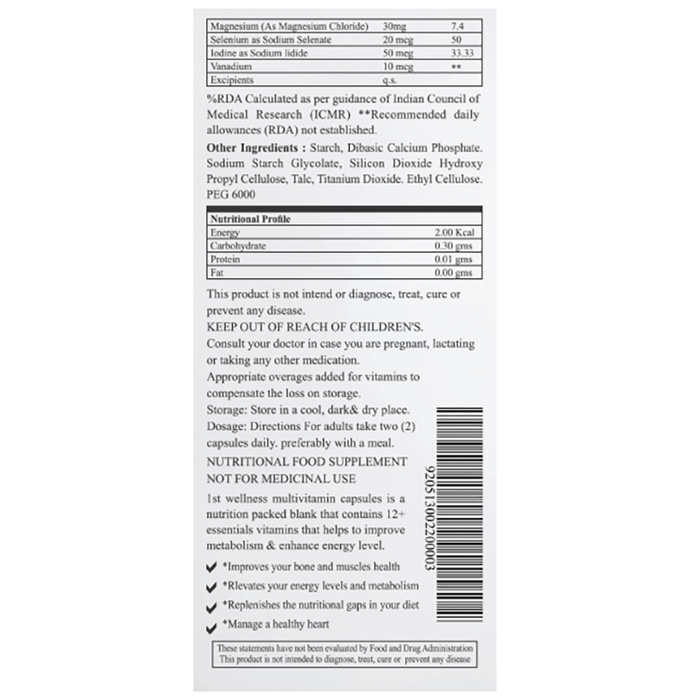 Magnesium (As Magnesium Chloride) 30mg 7.4
Selenium as Sodium Selenate 20 mcg 50
Iodine as Sodium Iidide 50 meg 33.33
Vanadium 10 mcg **
Excipients q.s.
%RDA Calculated as per guidance of Indian Council of
Medical Research (ICMR) **Recommended daily
allowances (RDA) not established.
Other Ingredients : Starch, Dibasic Calcium Phosphate.
Sodium Starch Glycolate, Silicon Dioxide Hydroxy
Propyl Cellulose, Talc, Titanium Dioxide. Ethyl Cellulose.
PEG 6000
Nutritional Profile
Energy 2.00 Kcal
Carbohydrate 0.30 gms
Protein 0.01 gms
Fat 0.00 gms
This product is not intend or diagnose, treat, cure or
prevent any disease.
KEEP OUT OF REACH OF CHILDREN'S.
Consult your doctor in case you are pregnant, lactating
or taking any other medication.
Appropriate overages added for vitamins to
compensate the loss on storage.
Storage: Store in a cool, dark& dry place.
Dosage: Directions For adults take two (2)
capsules daily. preferably with a meal.
NUTRITIONAL FOOD SUPPLEMENT
NOT FOR MEDICINAL USE
1st wellness multivitamin capsules is a
nutrition packed blank that contains 12+
essentials vitamins that helps to improve
metabolism & enhance energy level.
*Improves your bone and muscles health
*Rlevates your energy levels and metabolism
*Replenishes the nutritional gaps in your diet
*Manage a healthy heart
920513002200003
These statements have not been evaluated by Food and Drug Administration
This product is not intended to diagnose, treat, cure or prevent any disease